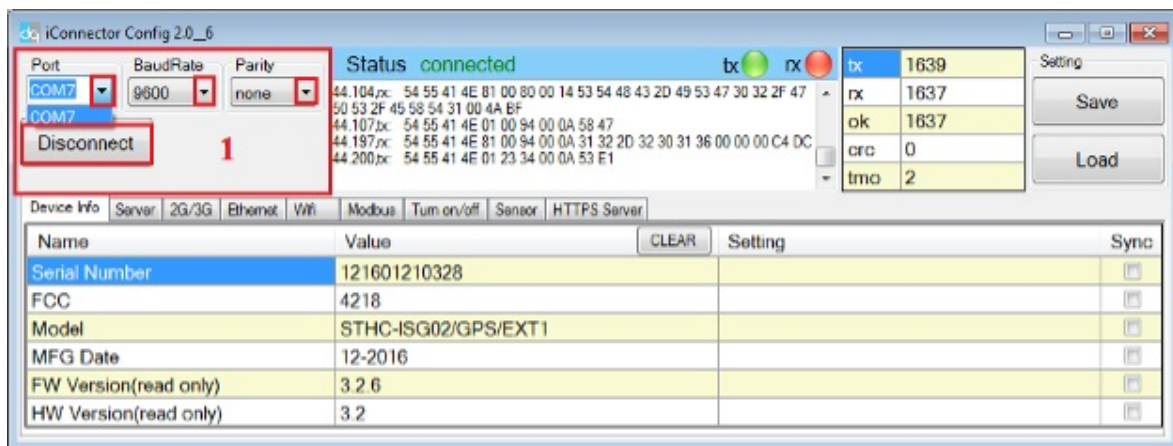 iConnector Config 2.0__6
Port BaudRate Parity
COM7 9600 none
COM7
Disconnect
1
Status connected tx rx
44.104,rx: 54 55 41 4E 81 00 80 00 14 53 54 48 43 2D 49 53 47 30 32 2F 47
50 53 2F 45 58 54 31 00 4A BF
44.107,tx: 54 55 41 4E 01 00 94 00 0A 58 47
44.197,rx: 54 55 41 4E 81 00 94 00 0A 31 32 2D 32 30 31 36 00 00 00 C4 DC
44.200,tx: 54 55 41 4E 01 23 34 00 0A 53 E1
tx 1639
rx 1637
ok 1637
crc 0
tmo 2
Setting
Save
Load
Device Info Server 2G/3G Ethernet Wifi Modbus Turn on/off Sensor HTTPS Server
Name Value CLEAR Setting Sync
Serial Number 121601210328
FCC 4218
Model STHC-ISG02/GPS/EXT1
MFG Date 12-2016
FW Version(read only) 3.2.6
HW Version(read only) 3.2